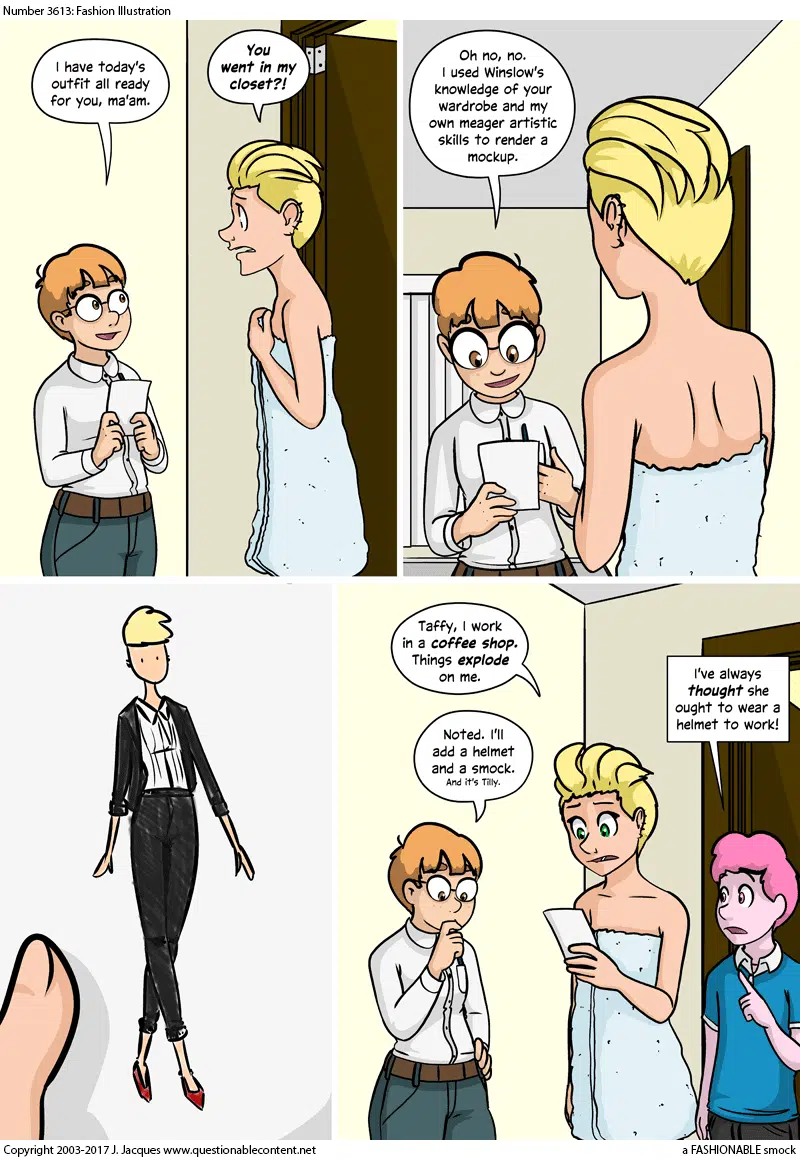 Number 3613: Fashion Illustration
I have today's
outfit all ready
for you, ma'am.
You
went in my
closet?!
Oh no, no.
I used Winslow's
knowledge of your
wardrobe and my
own meager artistic
skills to render a
mockup.
Taffy, I work
in a coffee shop.
Things explode
on me.
Noted. I'll
add a helmet
and a smock.
And it's Tilly.
I've always
thought she
ought to wear a
helmet to work!
Copyright 2003-2017 J. Jacques www.questionablecontent.net
a FASHIONABLE smock